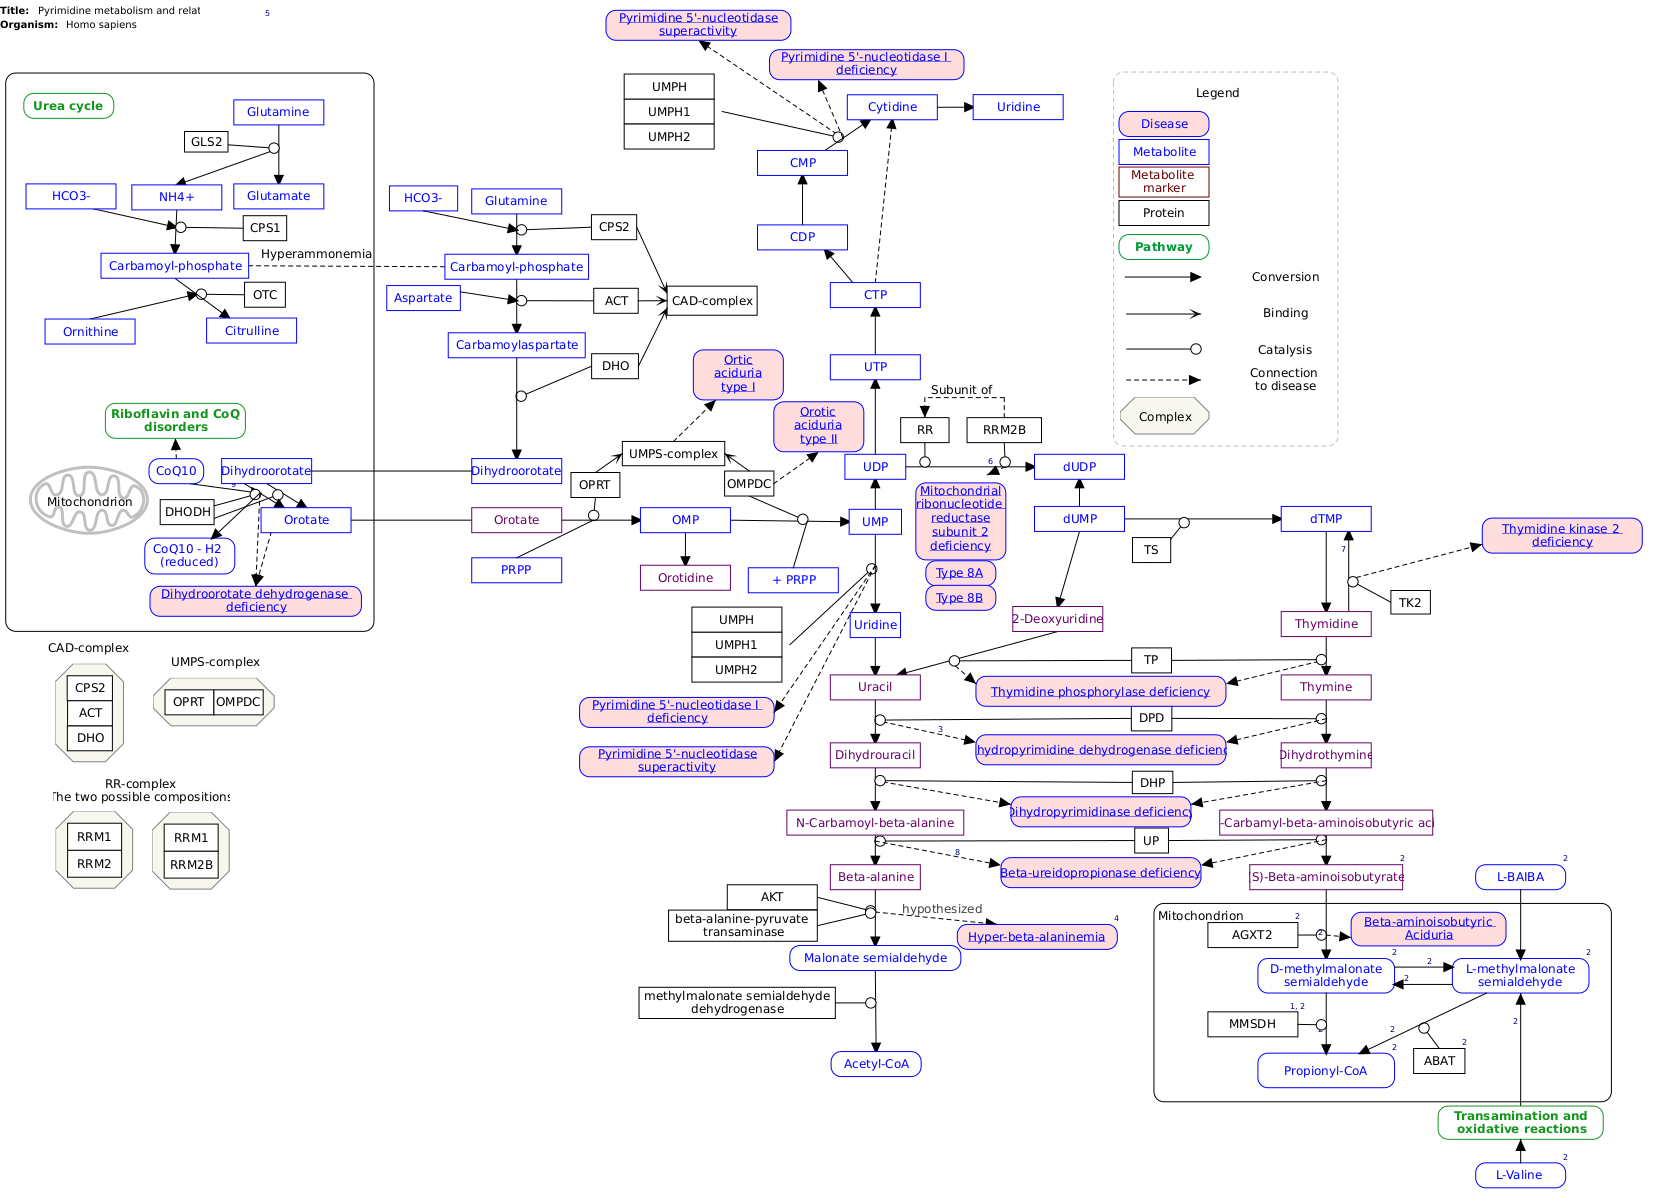 Title: Pyrimidine metabolism and relat
5
Organism: Homo sapiens
Pyrimidine 5'-nucleotidase
superactivity
Pyrimidine 5'-nucleotidase I
deficiency
UMPH
UMPH1
UMPH2
Cytidine
Uridine
CMP
CDP
CTP
UTP
Legend
Disease
Metabolite
Metabolite
marker
Protein
Pathway
Conversion
Binding
Catalysis
Connection
to disease
Complex
Urea cycle
Glutamine
GLS2
HCO3-
NH4+
Glutamate
CPS1
Carbamoyl-phosphate
Hyperammonemia
OTC
Ornithine
Citrulline
HCO3-
Glutamine
CPS2
Carbamoyl-phosphate
Aspartate
ACT
CAD-complex
Carbamoylaspartate
DHO
Ortic
aciduria
type I
Orotic
aciduria
type II
Subunit of
RR
RRM2B
Riboflavin and CoQ
disorders
CoQ10
Dihydroorotate
Dihydroorotate
UMPS-complex
OPRT
OMPDC
UDP
6
dUDP
Mitochondrion
9
DHODH
Orotate
Orotate
OMP
UMP
Mitochondrial
ribonucleotide
reductase
subunit 2
deficiency
Type 8A
Type 8B
dUMP
dTMP
TS
7
Thymidine kinase 2
deficiency
TK2
CoQ10 - H2
(reduced)
PRPP
Orotidine
+ PRPP
Dihydroorotate dehydrogenase
deficiency
UMPH
UMPH1
UMPH2
Uridine
2-Deoxyuridine
Thymidine
CAD-complex
CPS2
ACT
DHO
UMPS-complex
OPRT
OMPDC
TP
Uracil
Thymidine phosphorylase deficiency
Thymine
Pyrimidine 5'-nucleotidase I
deficiency
DPD
3
Pyrimidine 5'-nucleotidase
superactivity
Dihydrouracil
hydropyrimidine dehydrogenase deficienc
Dihydrothymine
DHP
RR-complex
The two possible compositions
RRM1
RRM2
RRM1
RRM2B
Dihydropyrimidinase deficiency
N-Carbamoyl-beta-alanine
-Carbamyl-beta-aminoisobutyric aci
UP
8
Beta-alanine
Beta-ureidopropionase deficiency
(S)-Beta-aminoisobutyrate
2
L-BAIBA
2
AKT
beta-alanine-pyruvate
transaminase
hypothesized
Hyper-beta-alaninemia
4
Mitochondrion
AGXT2
2
2
Beta-aminoisobutyric
Aciduria
Malonate semialdehyde
D-methylmalonate
semialdehyde
2
2
2
L-methylmalonate
semialdehyde
2
methylmalonate semialdehyde
dehydrogenase
MMSDH
1, 2
2
2
ABAT
2
2
Acetyl-CoA
Propionyl-CoA
Transamination and
oxidative reactions
L-Valine
2